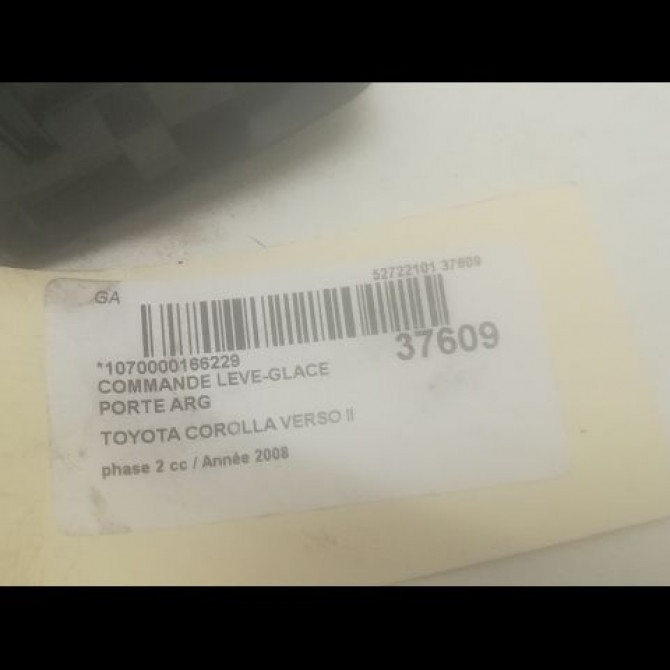 GA
52722101 37609
*1070000166229
37609
COMMANDE LEVE-GLACE
PORTE ARG
TOYOTA COROLLA VERSO II
phase 2 cc / Année 2008